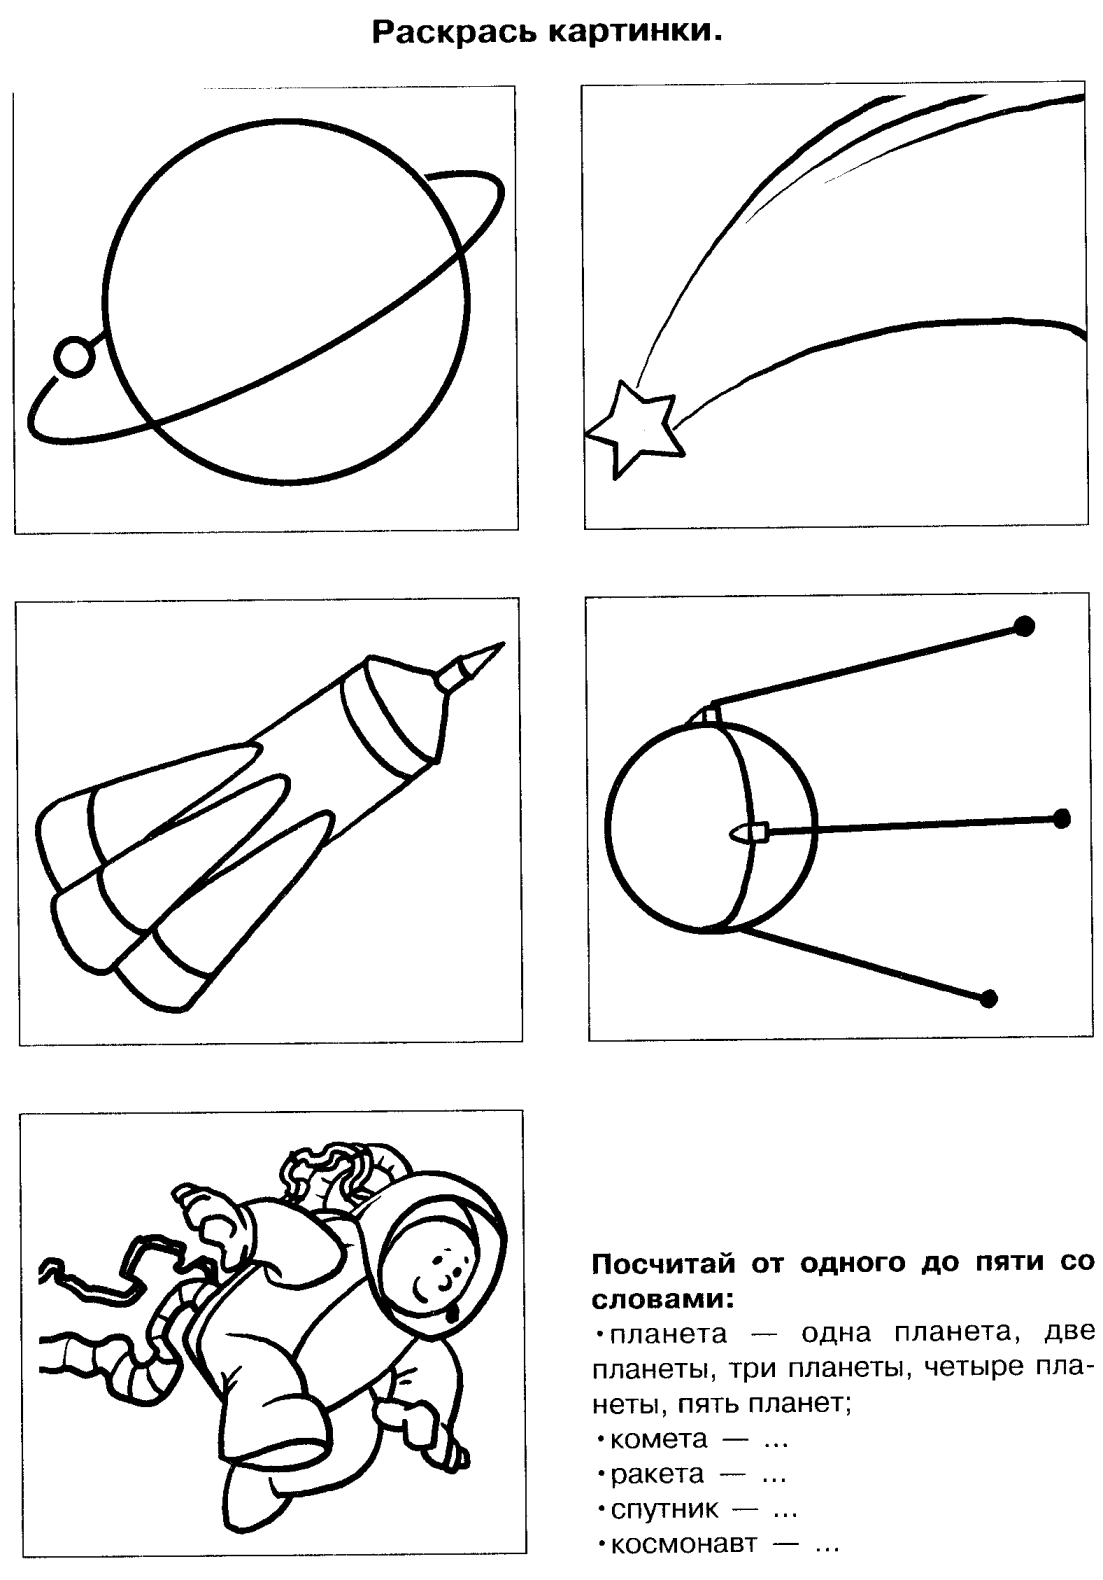 Раскрась картинки.
Посчитай от одного до пяти со
словами:
•планета — одна планета, две
планеты, три планеты, четыре пла-
неты, пять планет;
•комета — ...
•ракета — ...
•спутник — ...
•космонавт — ...